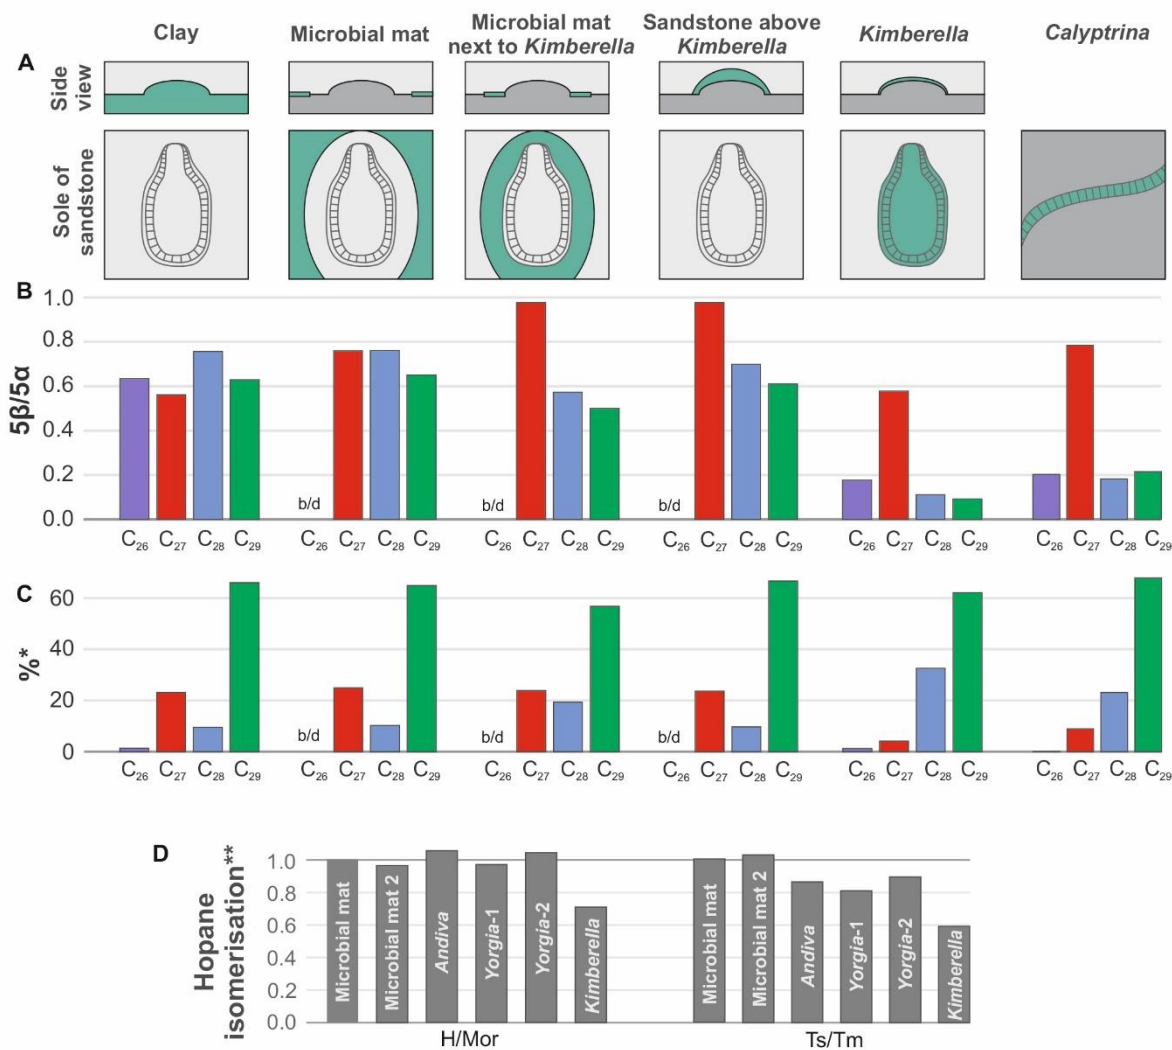 Clay
Microbial mat
Microbial mat
next to Kimberella
Sandstone above
Kimberella
Kimberella
Calyptrina
A
Side
view
Sole of
sandstone
B
5β/5α
1.0
0.8
0.6
0.4
0.2
0.0
b/d
b/d
b/d
C₂₆ C₂₇ C₂₈ C₂₉ C₂₆ C₂₇ C₂₈ C₂₉ C₂₆ C₂₇ C₂₈ C₂₉ C₂₆ C₂₇ C₂₈ C₂₉ C₂₆ C₂₇ C₂₈ C₂₉ C₂₆ C₂₇ C₂₈ C₂₉
C
%*
60
40
20
0
b/d
b/d
b/d
C₂₆ C₂₇ C₂₈ C₂₉ C₂₆ C₂₇ C₂₈ C₂₉ C₂₆ C₂₇ C₂₈ C₂₉ C₂₆ C₂₇ C₂₈ C₂₉ C₂₆ C₂₇ C₂₈ C₂₉ C₂₆ C₂₇ C₂₈ C₂₉
D
Hopane
isomerisation**
1.0
0.8
0.6
0.4
0.2
0.0
Microbial mat
Microbial mat 2
Andiva
Yorgia-1
Yorgia-2
Kimberella
H/Mor
Microbial mat
Microbial mat 2
Andiva
Yorgia-1
Yorgia-2
Kimberella
Ts/Tm